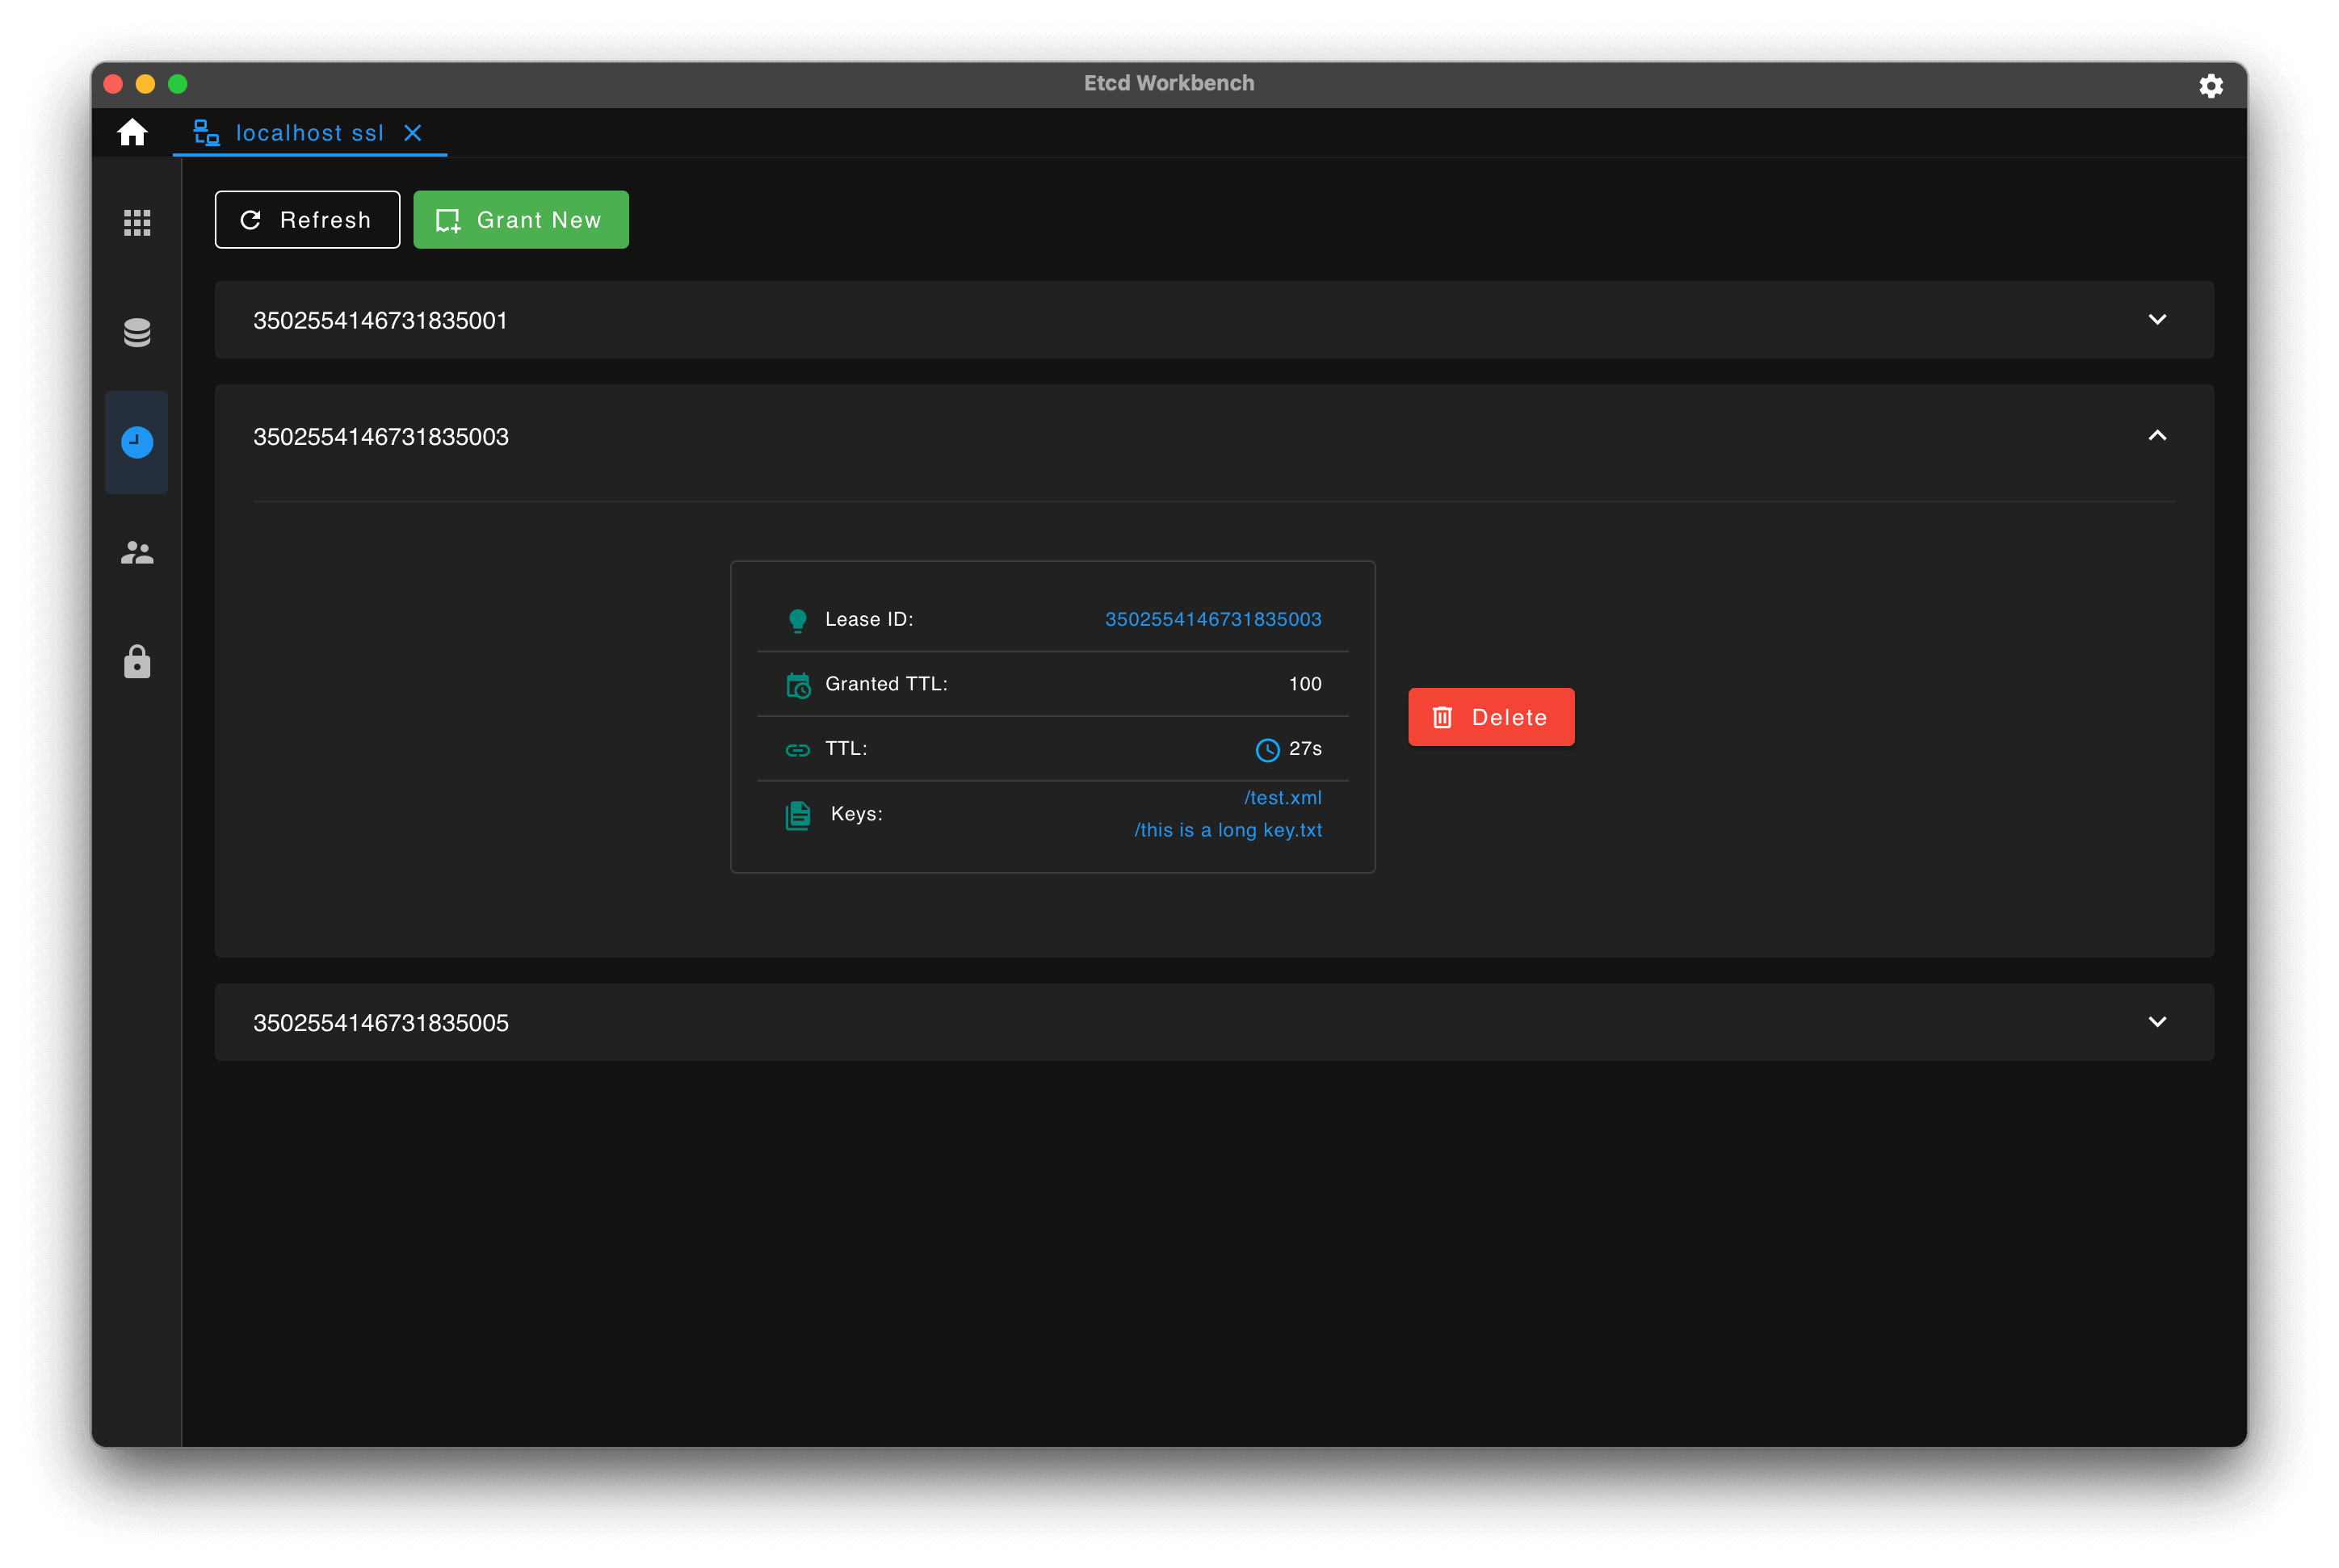 Etcd Workbench
localhost ssl
Refresh
Grant New
3502554146731835001
3502554146731835003
Lease ID: 3502554146731835003
Granted TTL: 100
TTL: 27s
Keys: /test.xml
/this is a long key.txt
Delete
3502554146731835005